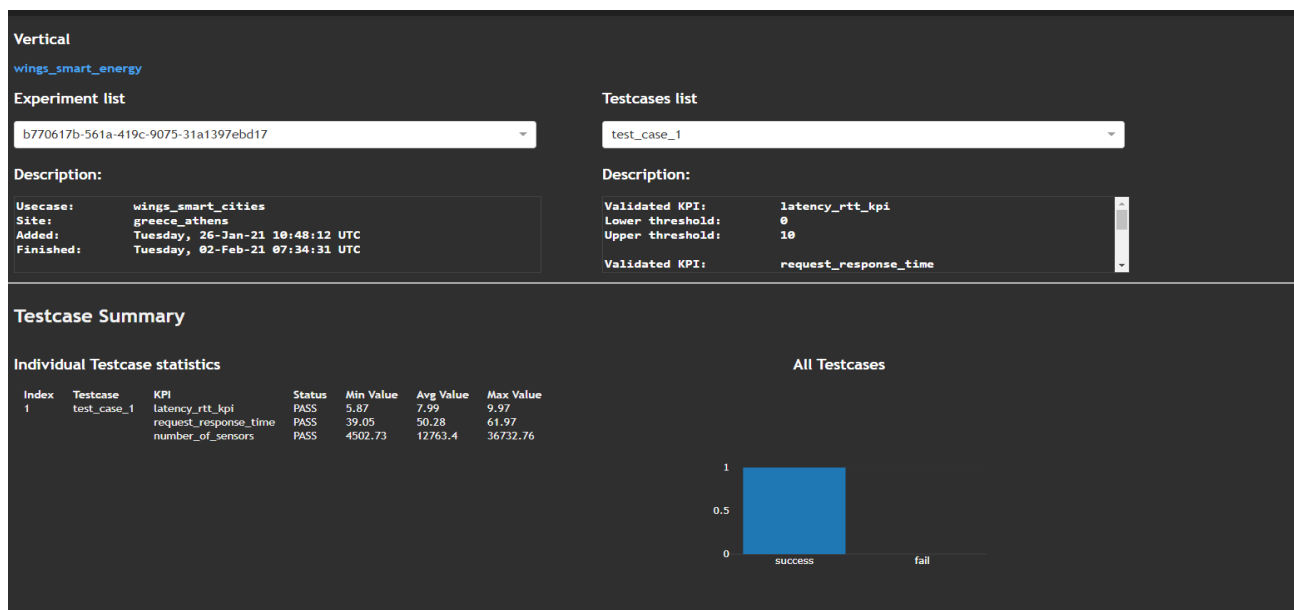 Vertical
wings_smart_energy
Experiment list
b770617b-561a-419c-9075-31a1397ebd17
Description:
Usecase: wings_smart_cities
Site: greece_athens
Added: Tuesday, 26-Jan-21 10:48:12 UTC
Finished: Tuesday, 02-Feb-21 07:34:31 UTC
Testcases list
test_case_1
Description:
Validated KPI: latency_rtt_kpi
Lower threshold: 0
Upper threshold: 10
Validated KPI: request_response_time
Testcase Summary
Individual Testcase statistics
Index Testcase KPI Status Min Value Avg Value Max Value
1 test_case_1 latency_rtt_kpi PASS 5.87 7.99 9.97
request_response_time PASS 39.05 50.28 61.97
number_of_sensors PASS 4502.73 12763.4 36732.76
All Testcases
1
0.5
0
success fail